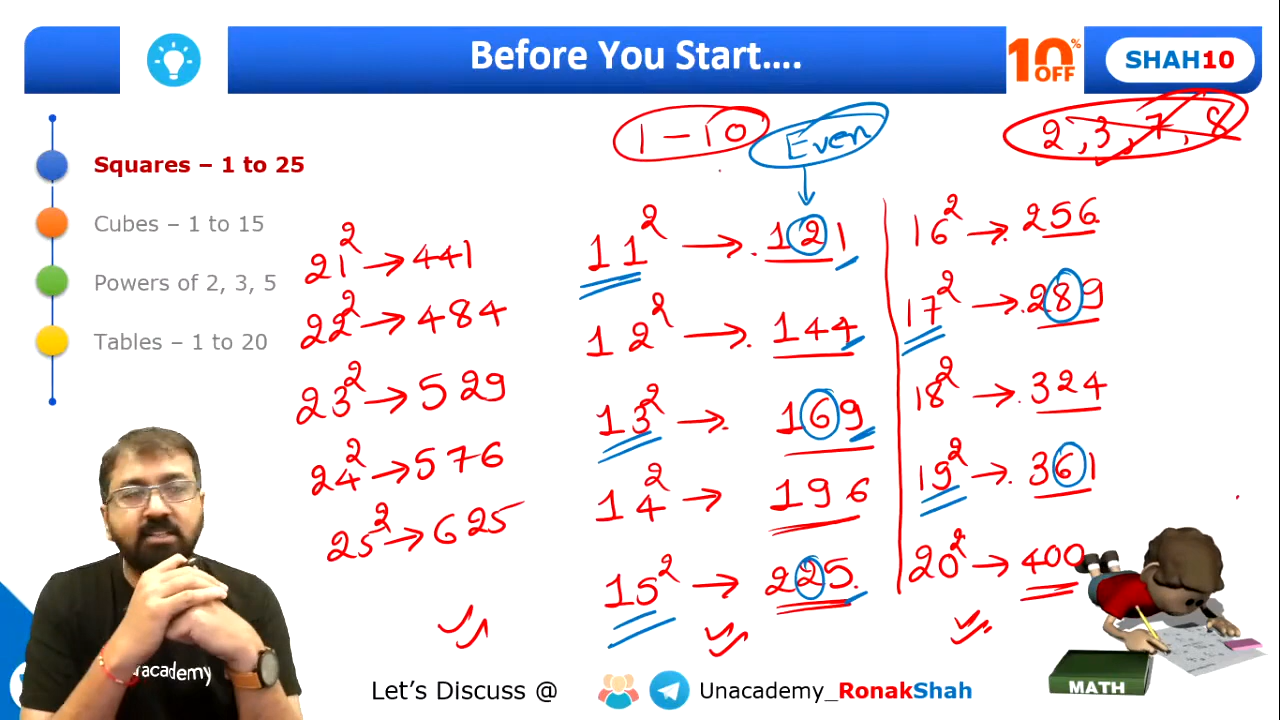 Before You Start....
10% OFF
SHAH10
Squares – 1 to 25
Cubes – 1 to 15
Powers of 2, 3, 5
Tables – 1 to 20
1 – 10
Even
2, 3, 7, 8
21² → 441
22² → 484
23² → 529
24² → 576
25² → 625
11² → 121
12² → 144
13² → 169
14² → 196
15² → 225
16² → 256
17² → 289
18² → 324
19² → 361
20² → 400
unacademy
MATH
Let's Discuss @ Unacademy_RonakShah